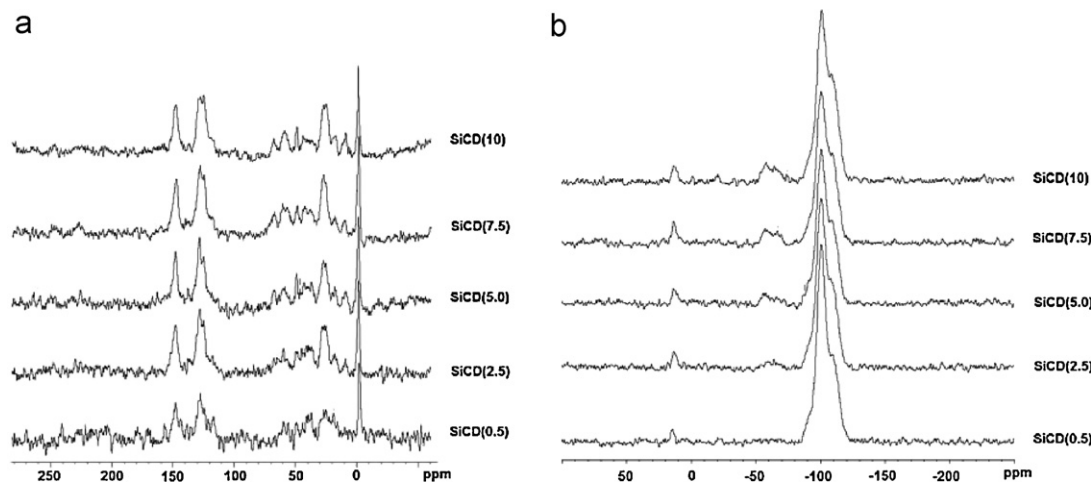 a
SiCD(10)
SiCD(7.5)
SiCD(5.0)
SiCD(2.5)
SiCD(0.5)
250 200 150 100 50 0 ppm
b
SiCD(10)
SiCD(7.5)
SiCD(5.0)
SiCD(2.5)
SiCD(0.5)
50 0 -50 -100 -150 -200 ppm